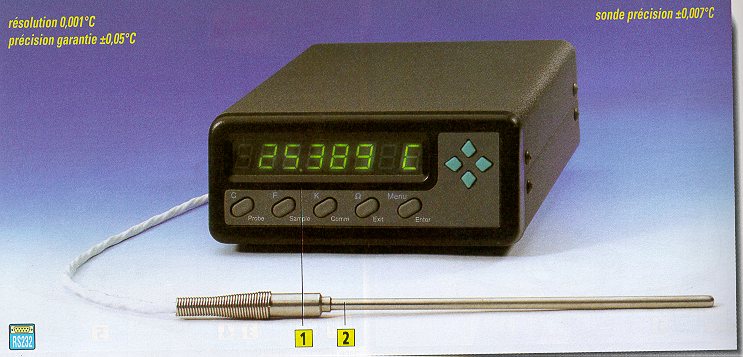 résolution 0,001°C
précision garantie ±0,05°C
sonde précision ±0,007°C
25.389 C
C F K Ω Menu
Probe Sample Comm Exit Enter
1 2
RS232